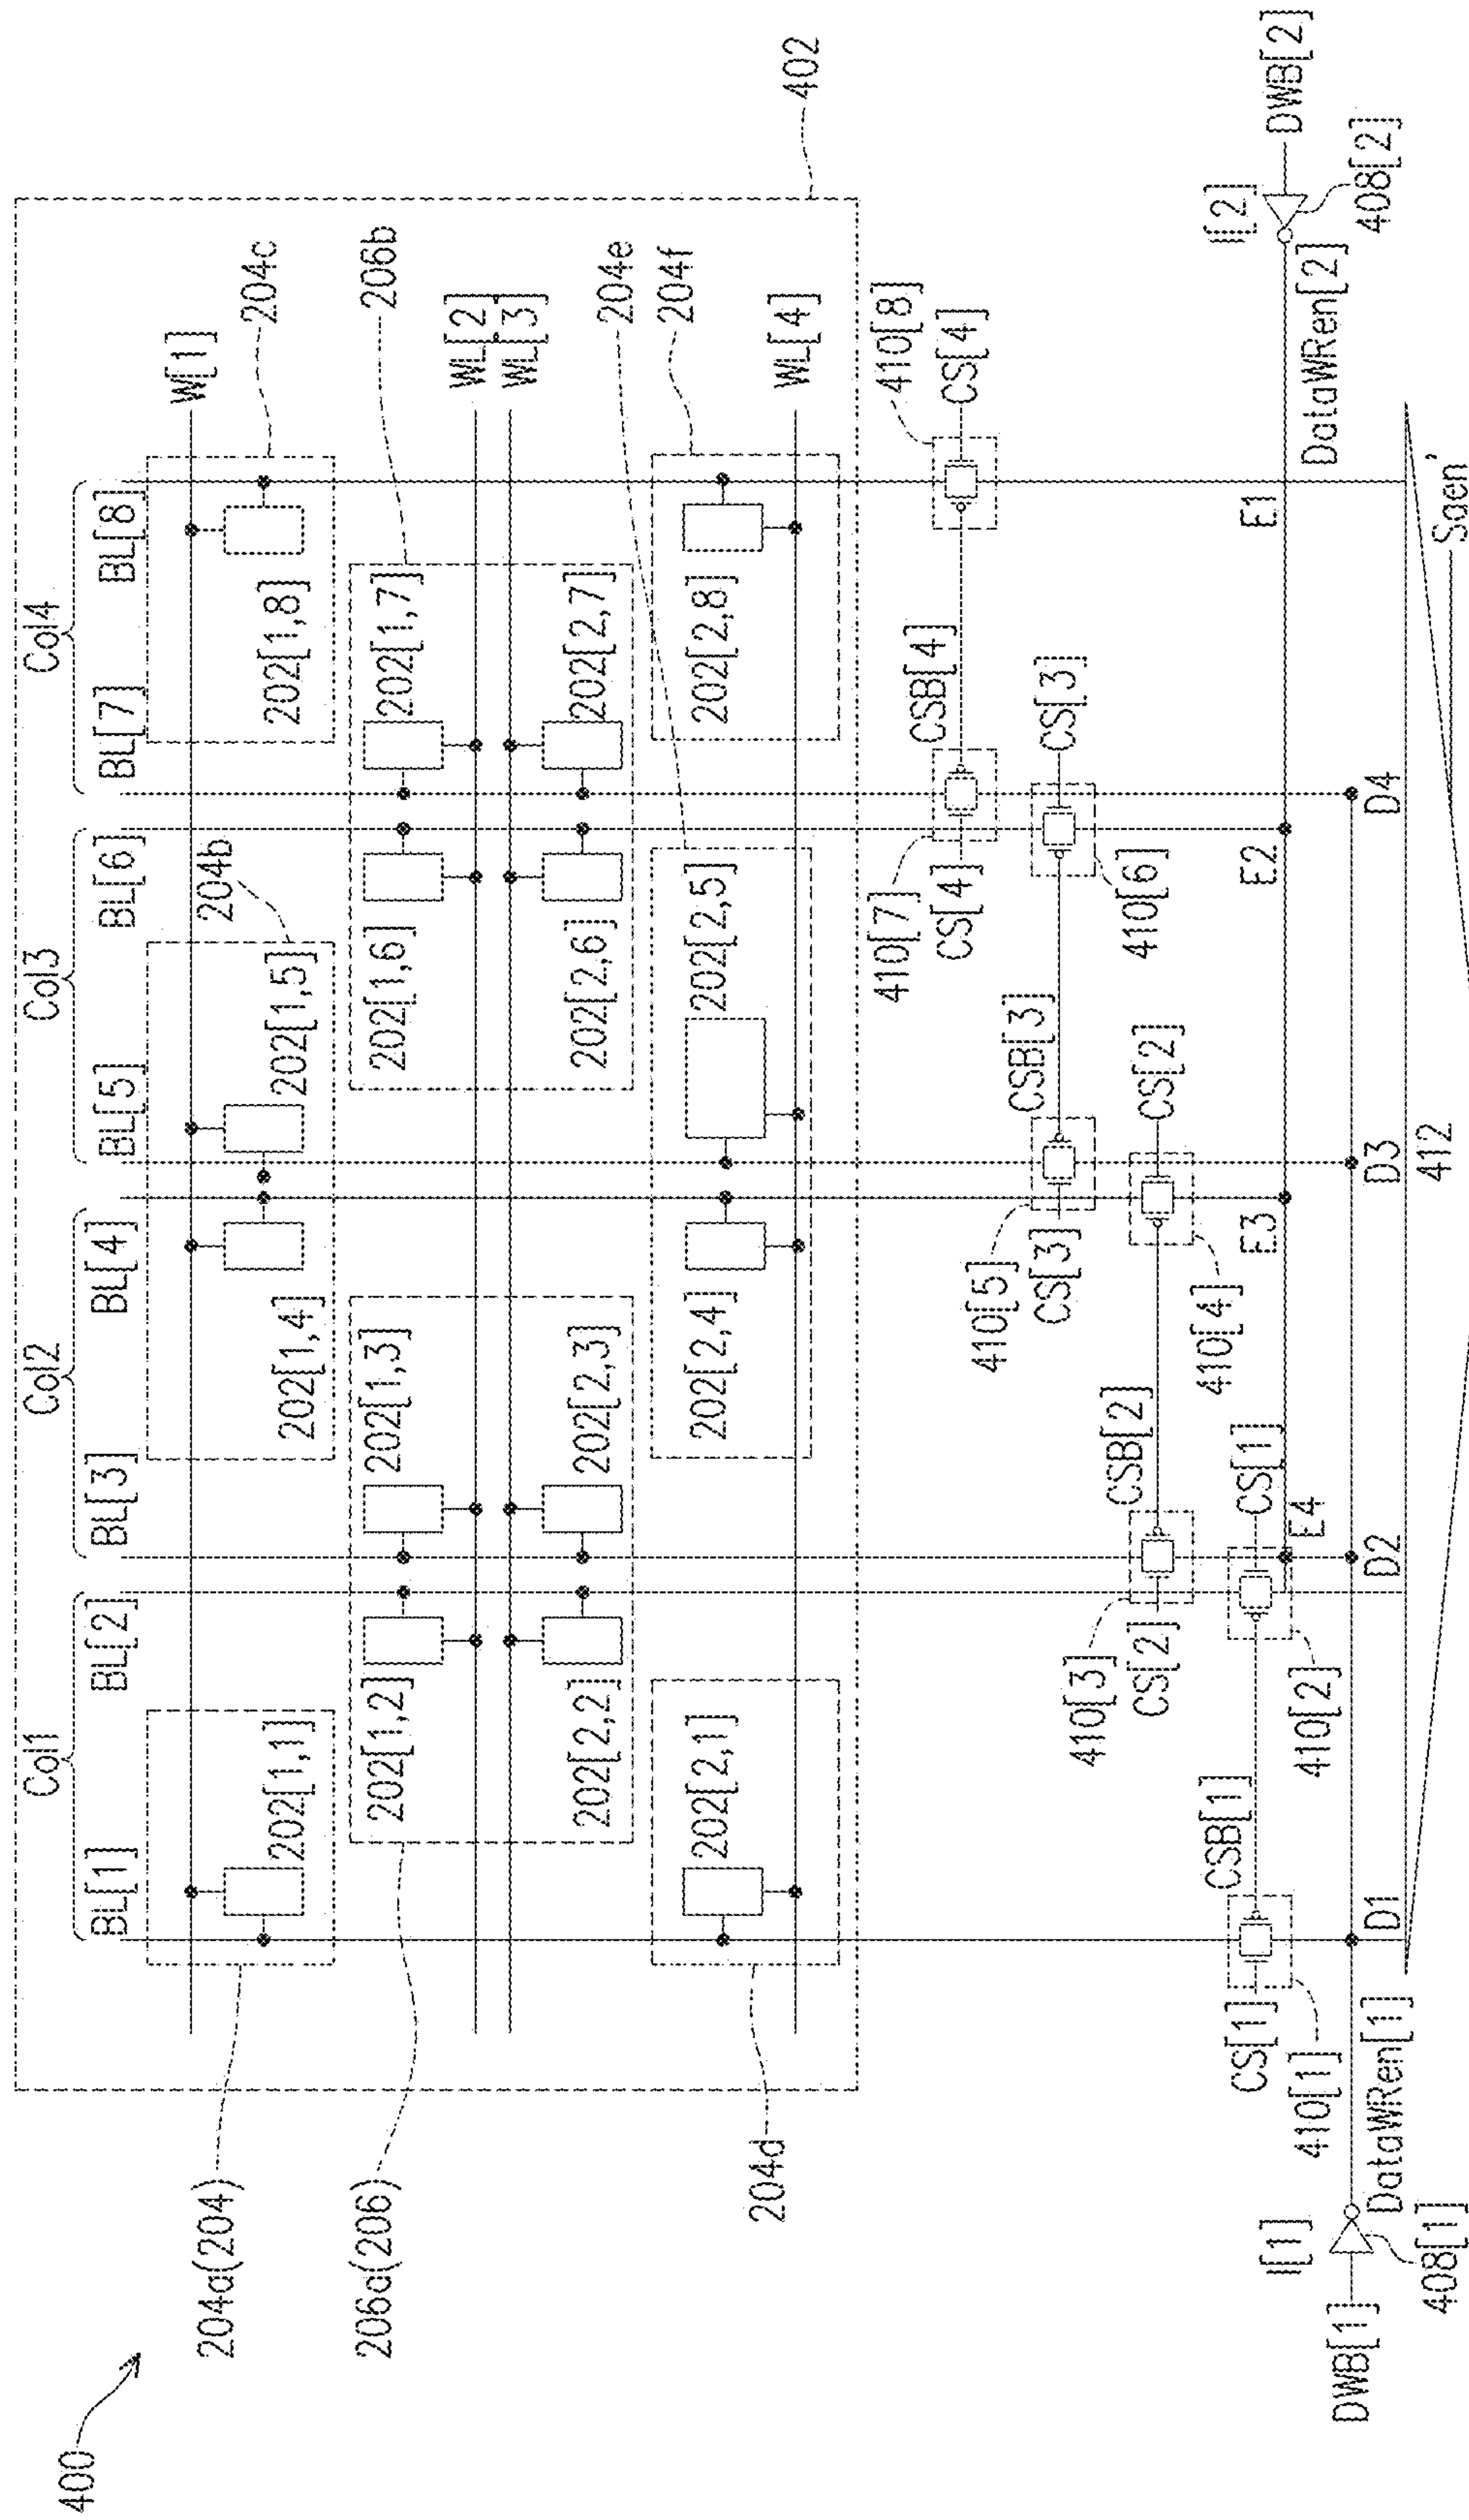 400
Col1
Col2
Col3
Col4
BL[1]
BL[2]
BL[3]
BL[4]
BL[5]
BL[6]
BL[7]
BL[8]
W[1]
204a(204)
202[1,1]
202[1,4]
202[1,5]
204b
202[1,8]
204c
206a(206)
202[1,2]
202[1,3]
202[1,6]
202[1,7]
206b
WL[2]
WL[3]
202[2,2]
202[2,3]
202[2,6]
202[2,7]
204e
204d
202[2,1]
202[2,4]
202[2,5]
202[2,8]
204f
WL[4]
402
410[7]
CS[4]
CSB[4]
410[8]
CS[4]
410[5]
CS[3]
CSB[3]
410[6]
CS[3]
410[3]
CS[2]
CSB[2]
410[4]
CS[2]
CS[1]
410[1]
CSB[1]
410[2]
CS[1]
E4
E3
E2
E1
I[2]
DataWRen[2]
408[2]
DWB[2]
I[1]
DWB[1]
408[1]
DataWRen[1]
D1
D2
D3
D4
412
Saen'